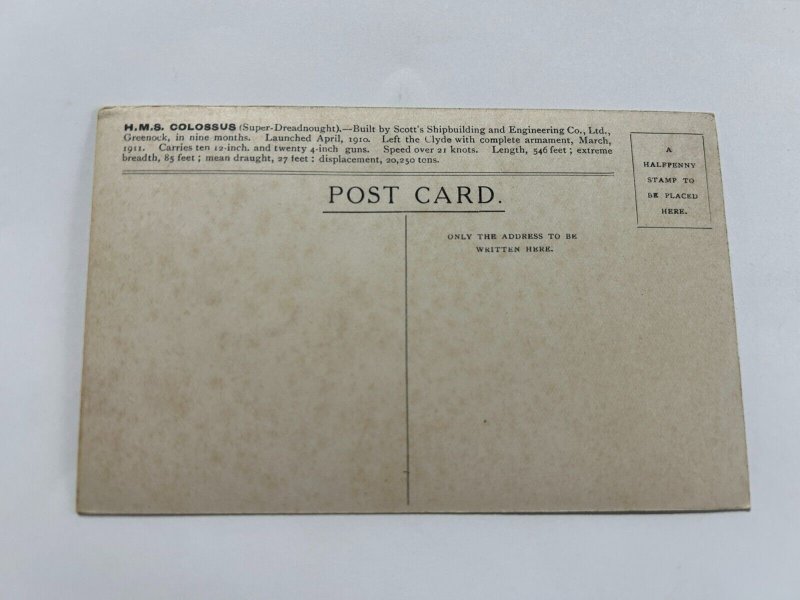 H.M.S. COLOSSUS (Super-Dreadnought).—Built by Scott's Shipbuilding and Engineering Co., Ltd.,
Greenock, in nine months. Launched April, 1910. Left the Clyde with complete armament, March,
1911. Carries ten 12-inch. and twenty 4-inch guns. Speed over 21 knots. Length, 546 feet ; extreme
breadth, 85 feet ; mean draught, 27 feet : displacement, 20,250 tons.
POST CARD.
ONLY THE ADDRESS TO BE
WRITTEN HERE.
A
HALFPENNY
STAMP TO
BE PLACED
HERE.